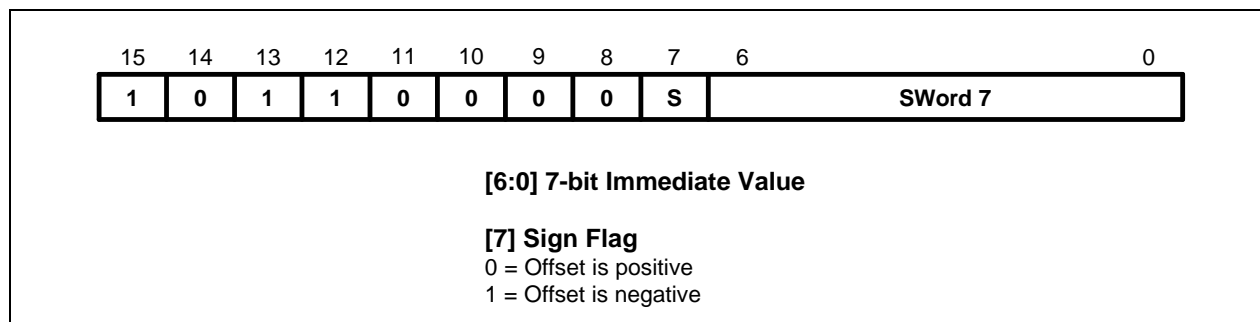 15 14 13 12 11 10 9 8 7 6 0
1 0 1 1 0 0 0 0 S SWord 7
[6:0] 7-bit Immediate Value
[7] Sign Flag
0 = Offset is positive
1 = Offset is negative